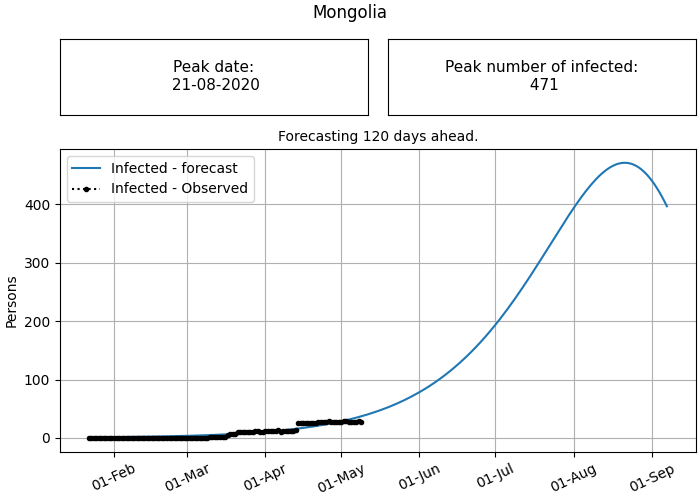 Mongolia
Peak date:
21-08-2020
Peak number of infected:
471
Forecasting 120 days ahead.
Infected - forecast
Infected - Observed
Persons
400
300
200
100
0
01-Feb
01-Mar
01-Apr
01-May
01-Jun
01-Jul
01-Aug
01-Sep